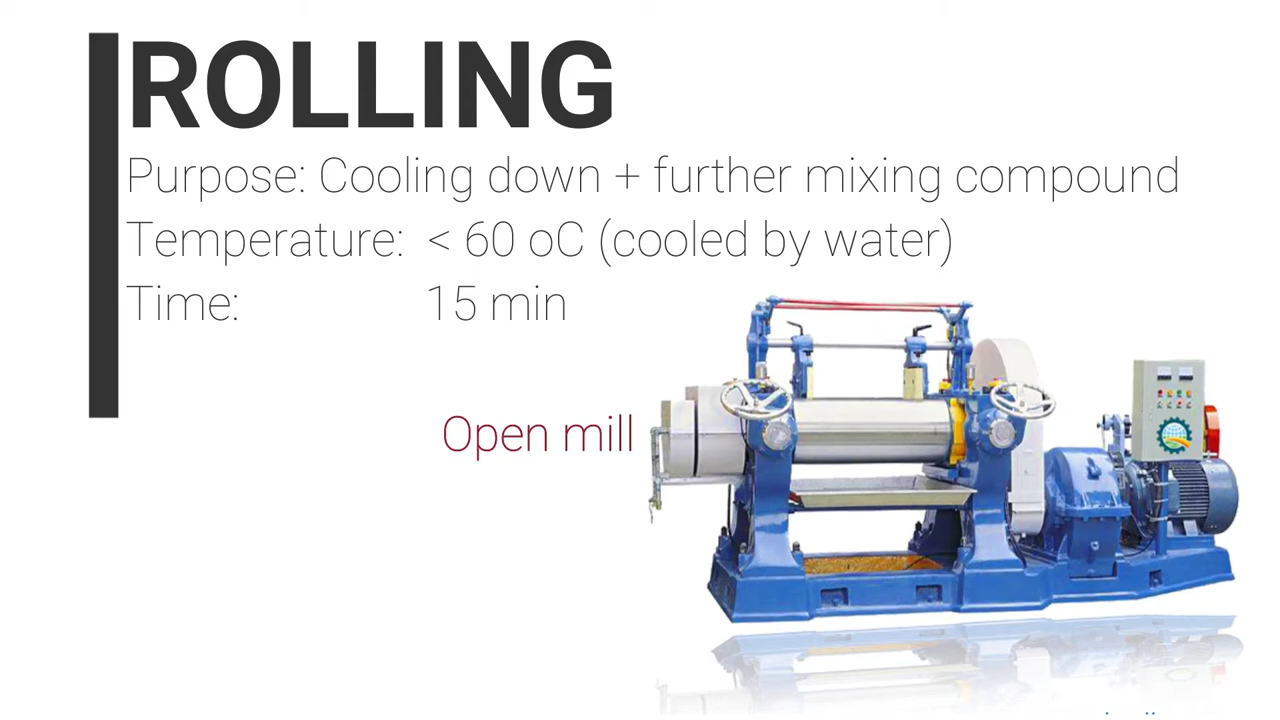 ROLLING
Purpose: Cooling down + further mixing compound
Temperature: < 60 oC (cooled by water)
Time: 15 min
Open mill